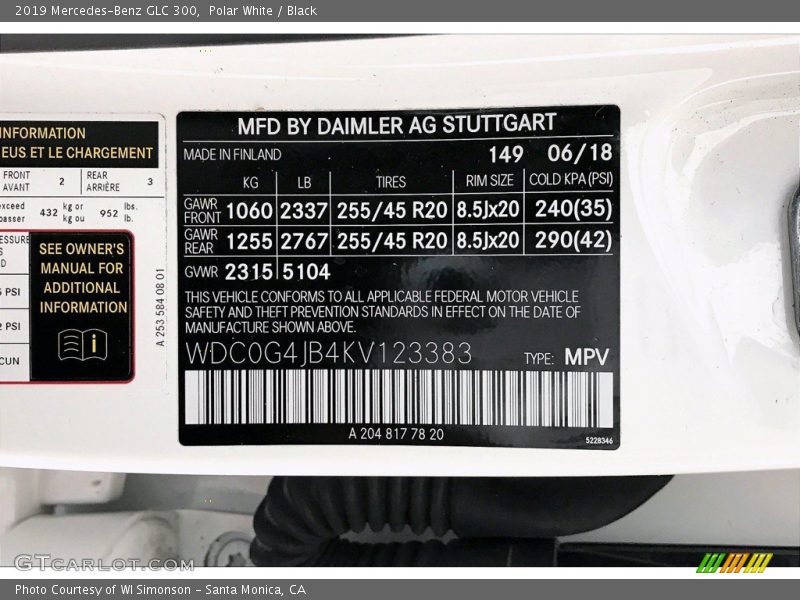 2019 Mercedes-Benz GLC 300, Polar White / Black
INFORMATION
EUS ET LE CHARGEMENT
FRONT AVANT 2 REAR ARRIÈRE 3
exceed kg or lbs.
passer 432 kg ou 952 lb.
PRESSURE
SEE OWNER'S
MANUAL FOR
ADDITIONAL
INFORMATION
PSI
PSI
A 253 584 08 01
MFD BY DAIMLER AG STUTTGART
MADE IN FINLAND 149 06/18
KG LB TIRES RIM SIZE COLD KPA (PSI)
GAWR FRONT 1060 2337 255/45 R20 8.5Jx20 240(35)
GAWR REAR 1255 2767 255/45 R20 8.5Jx20 290(42)
GWR 2315 5104
THIS VEHICLE CONFORMS TO ALL APPLICABLE FEDERAL MOTOR VEHICLE
SAFETY AND THEFT PREVENTION STANDARDS IN EFFECT ON THE DATE OF
MANUFACTURE SHOWN ABOVE.
WDC0G4JB4KV123383 TYPE: MPV
A 204 817 78 20
5228346
GTCarLot.com
Photo Courtesy of WI Simonson - Santa Monica, CA